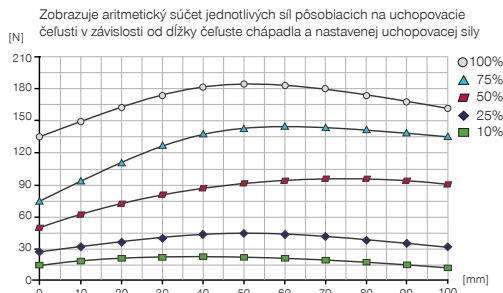 Zobrazuje aritmetický súčet jednotlivých síl pôsobiacich na uchopovacie
čeľusti v závislosti od dĺžky čeľuste chápadla a nastavenej uchopovacej sily
[N]
210
180
150
120
90
60
30
0
100%
75%
50%
25%
10%
[mm]
0 10 20 30 40 50 60 70 80 90 100